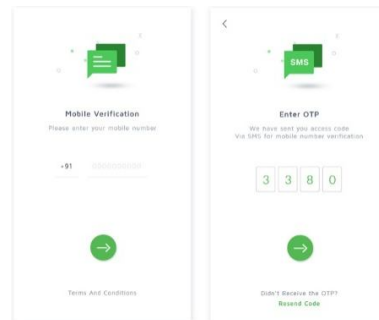 Mobile Verification
Please enter your mobile number.
+91
Terms And Conditions
SMS
Enter OTP
We have sent you access code
Via SMS for mobile number verification
3 3 8 0
Didn't Receive the OTP?
Resend Code